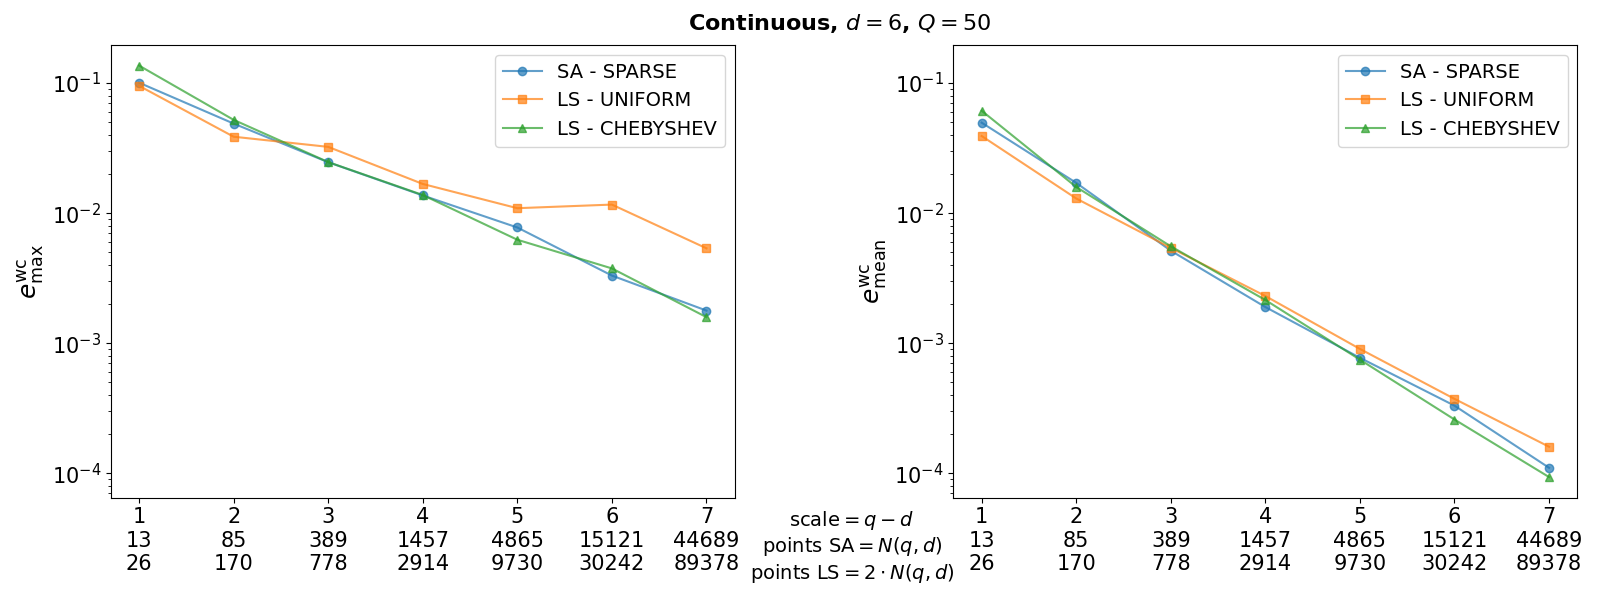 Continuous, d = 6, Q = 50
10⁻¹
10⁻²
10⁻³
10⁻⁴
e^wc_max
SA - SPARSE
LS - UNIFORM
LS - CHEBYSHEV
1 2 3 4 5 6 7
13 85 389 1457 4865 15121 44689
26 170 778 2914 9730 30242 89378
scale = q − d
points SA = N(q, d)
points LS = 2 · N(q, d)
10⁻¹
10⁻²
10⁻³
10⁻⁴
e^wc_mean
SA - SPARSE
LS - UNIFORM
LS - CHEBYSHEV
1 2 3 4 5 6 7
13 85 389 1457 4865 15121 44689
26 170 778 2914 9730 30242 89378